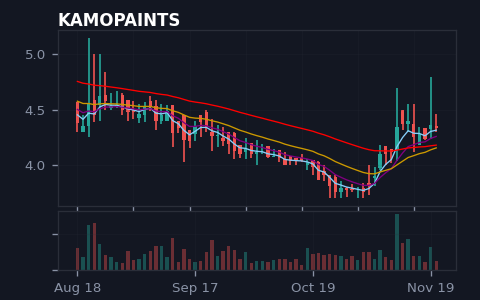 KAMOPAINTS
5.0
4.5
4.0
Aug 18
Sep 17
Oct 19
Nov 19